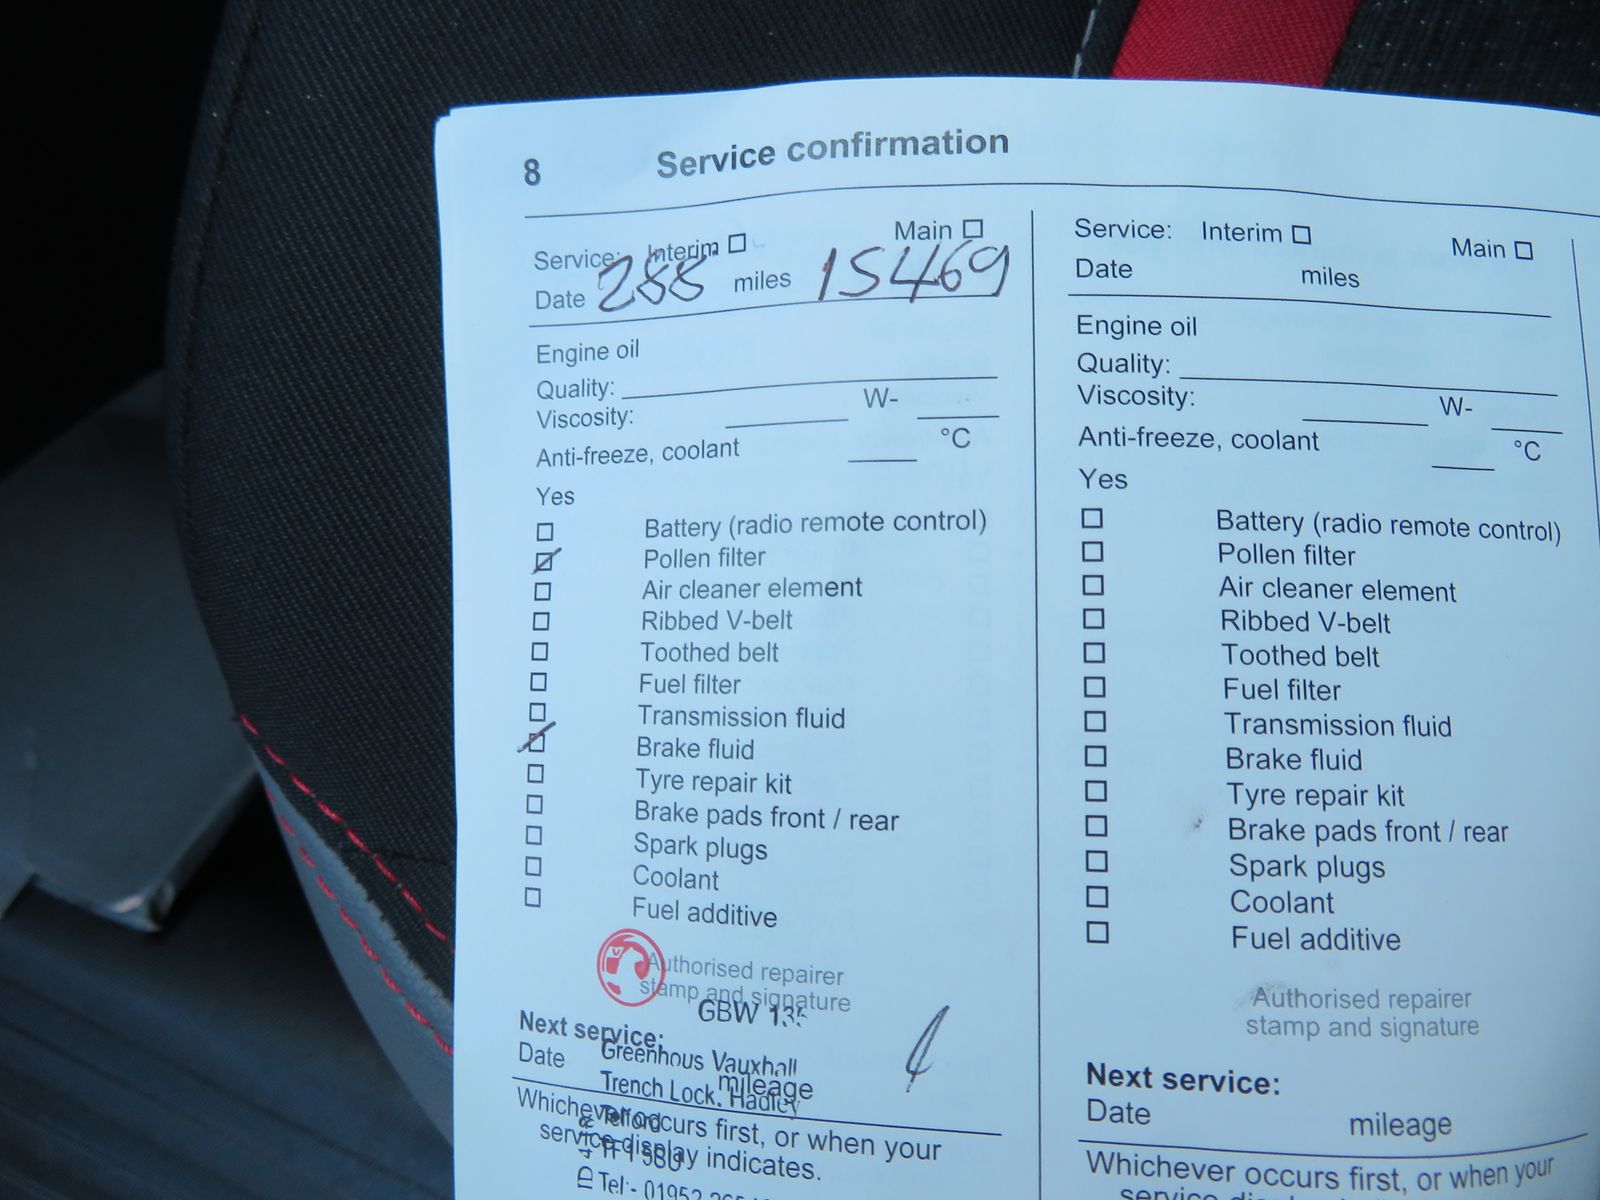 8 Service confirmation
Service: Interim Main
Date 288 miles 15469
Engine oil
Quality:
Viscosity: W-
Anti-freeze, coolant °C
Yes
Battery (radio remote control)
Pollen filter
Air cleaner element
Ribbed V-belt
Toothed belt
Fuel filter
Transmission fluid
Brake fluid
Tyre repair kit
Brake pads front / rear
Spark plugs
Coolant
Fuel additive
Authorised repairer
stamp and signature
GBW
Next service:
Greenhous Vauxhall
Date mileage
Trench Lock, Hadley
Whichever occurs first, or when your
Telford
service display indicates.
Tel:- 01952
Service: Interim Main
Date miles
Engine oil
Quality:
Viscosity: W-
Anti-freeze, coolant °C
Yes
Battery (radio remote control)
Pollen filter
Air cleaner element
Ribbed V-belt
Toothed belt
Fuel filter
Transmission fluid
Brake fluid
Tyre repair kit
Brake pads front / rear
Spark plugs
Coolant
Fuel additive
Authorised repairer
stamp and signature
Next service:
Date mileage
Whichever occurs first, or when your
service